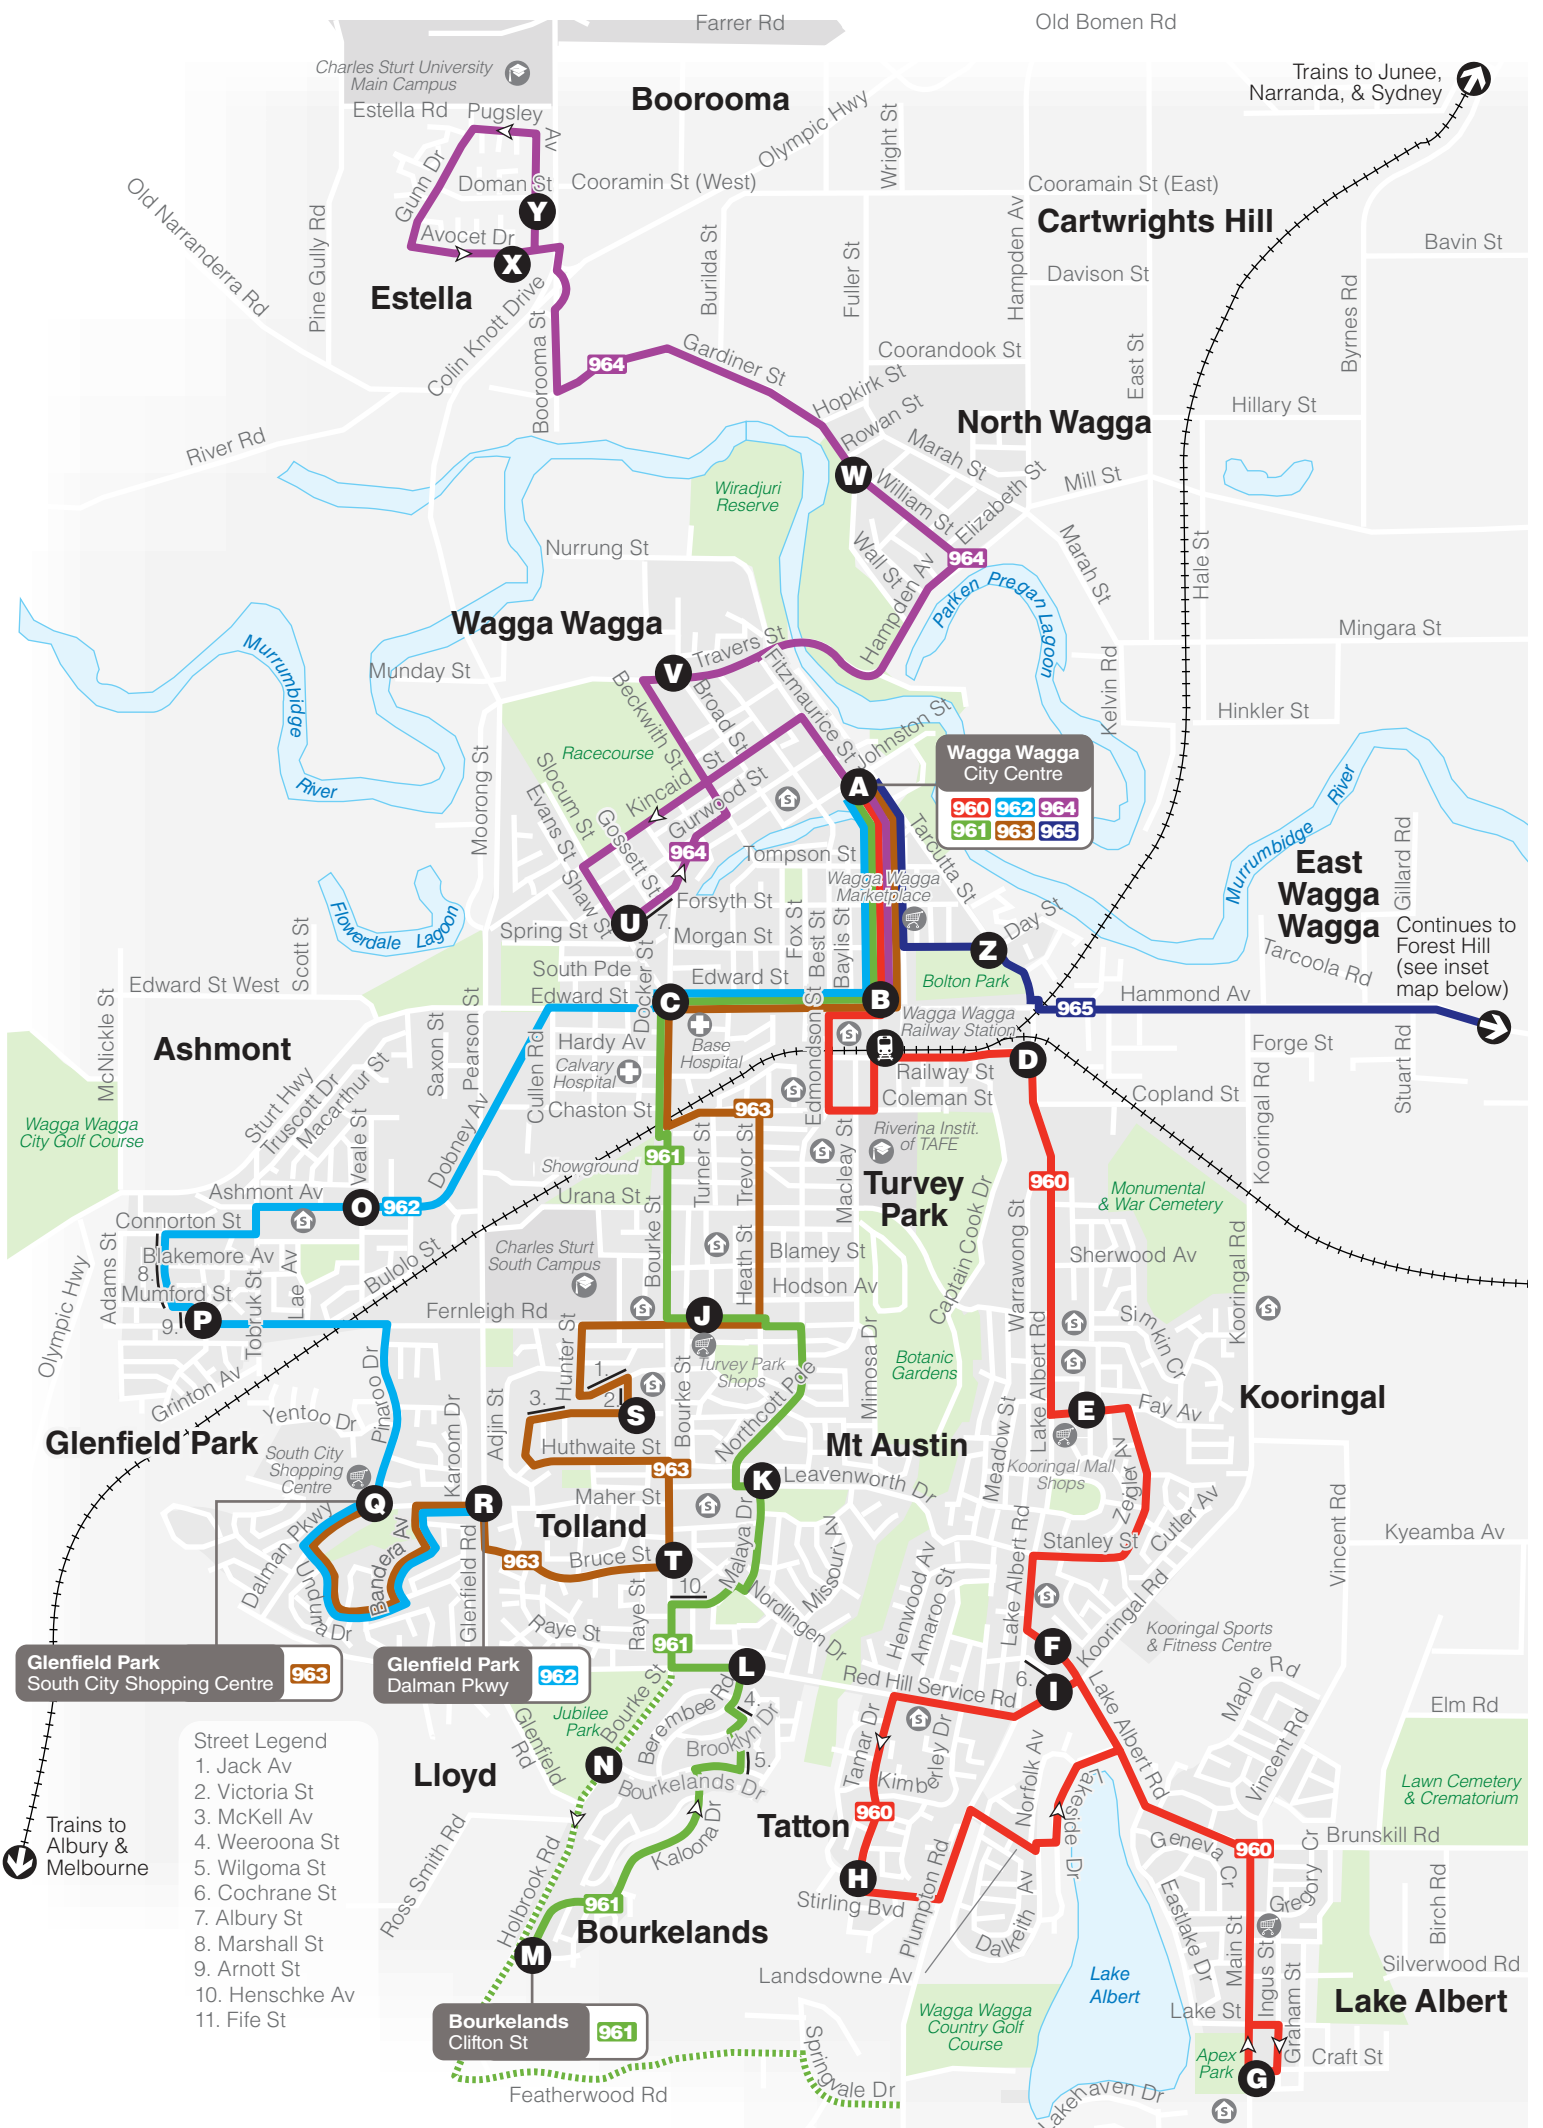 Farrer Rd
Old Bomen Rd
Charles Sturt University
Main Campus
Boorooma
Trains to Junee,
Narranda, & Sydney
Estella Rd
Pugsley
Av
Olympic Hwy
Wright St
Gunn Dr
Doman St
Cooramin St (West)
Cooramain St (East)
Old Narranderra Rd
Pine Gully Rd
Y
Avocet Dr
X
Burilda St
Fuller St
Hampden Av
Cartwrights Hill
Bavin St
Davison St
Byrnes Rd
Estella
Colin Knott Drive
Boorooma St
964
Gardiner St
Coorandook St
East St
Hopkirk St
Rowan St
Hillary St
North Wagga
River Rd
Marah St
W
William St
Elizabeth St
Mill St
Wiradjuri
Reserve
Nurrung St
Wall St
964
Marah St
Hale St
Hampden Av
Parken Pregan Lagoon
Wagga Wagga
Travers St
Mingara St
Murrumbidge
River
Munday St
V
Fitzmaurice St
Beckwith St
Broad St
Kelvin Rd
Hinkler St
Johnston St
Racecourse
Moorong St
Slocum St
Evans St
Kincaid St
Gurwood St
Gossett St
Shaw St
A
Wagga Wagga
City Centre
960 962 964
961 963 965
River
Murrumbidge
964
Tompson St
Tarcutta St
Wagga Wagga
Marketplace
East
Wagga
Wagga
Gillard Rd
Continues to
Forest Hill
(see inset
map below)
Flowerdale Lagoon
Forsyth St
U
7.
Spring St
Morgan St
Fox St
Best St
Baylis St
Day St
Z
Tarcoola Rd
Scott St
South Pde
Docker St
Edward St
Bolton Park
Edward St West
Edward St
C
B
965
Hammond Av
McNickle St
Saxon St
Pearson St
Cullen Rd
Hardy Av
Base
Hospital
Calvary
Hospital
Wagga Wagga
Railway Station
Edmondson St
D
Forge St
Stuart Rd
Ashmont
Railway St
Copland St
Coleman St
Sturt Hwy
Truscott Dr
Macarthur St
Chaston St
963
Wagga Wagga
City Golf Course
Veale St
Dobney Av
961
Showground
Riverina Instit.
of TAFE
Kooringal Rd
Turner St
Trevor St
Macleay St
Turvey
Park
960
Ashmont Av
O
962
Urana St
Monumental
& War Cemetery
Connorton St
Blakemore Av
8.
Mumford St
9.
P
Adams St
Tobruk St
Lae Av
Bulolo St
Charles Sturt
South Campus
Bourke St
Heath St
Blamey St
Hodson Av
Captain Cook Dr
Warrawong St
Sherwood Av
Kooringal Rd
Olympic Hwy
Fernleigh Rd
J
Simkin Cr
Lake Albert Rd
Hunter St
1.
2.
S
3.
Turvey Park
Shops
Mimosa Dr
Botanic
Gardens
Grinton Av
Pinaroo Dr
Karoom Dr
Adjin St
Bourke St
Northcott Pde
E
Fay Av
Kooringal
Yentoo Dr
Glenfield Park
South City
Shopping
Centre
Huthwaite St
963
Mt Austin
Kooringal Mall
Shops
Meadow St
Zeigler Av
K
Leavenworth Dr
Q
R
Maher St
Tolland
Cutler Av
Vincent Rd
Kyeamba Av
Dalman Pkwy
Bandera Av
Undurra Dr
Glenfield Rd
963
Bruce St
T
Malaya Dr
Missouri Av
Stanley St
Lake Albert Rd
10.
Raye St
Raye St
961
Nordlingen Dr
Henwood Av
Amaroo St
Kooringal Rd
F
Kooringal Sports
& Fitness Centre
Glenfield Park
South City Shopping Centre
963
Glenfield Park
Dalman Pkwy
962
L
Red Hill Service Rd
6.
I
Maple Rd
Vincent Rd
Elm Rd
Jubilee
Park
Bourke St
Berembee Rd
4.
Brooklyn Dr
5.
Glenfield
Rd
Lake Albert Rd
Street Legend
1. Jack Av
2. Victoria St
3. McKell Av
4. Weeroona St
5. Wilgoma St
6. Cochrane St
7. Albury St
8. Marshall St
9. Arnott St
10. Henschke Av
11. Fife St
Lloyd
N
Bourkelands Dr
Tamar Dr
Kimberley Dr
Norfolk Av
Lakeside Dr
Lawn Cemetery
& Crematorium
Trains to
Albury &
Melbourne
Ross Smith Rd
Holbrook Rd
Kaloona Dr
Tatton
960
Geneva Cr
960
Brunskill Rd
Gregory Cr
H
Stirling Blvd
Plumpton Rd
Dalkeith Av
Eastlake Dr
Main St
Ingus St
Graham St
Birch Rd
961
Bourkelands
M
Landsdowne Av
Lake
Albert
Silverwood Rd
Lake St
Lake Albert
Bourkelands
Clifton St
961
Wagga Wagga
Country Golf
Course
Apex
Park
G
Craft St
Springvale Dr
Featherwood Rd
Lakehaven Dr